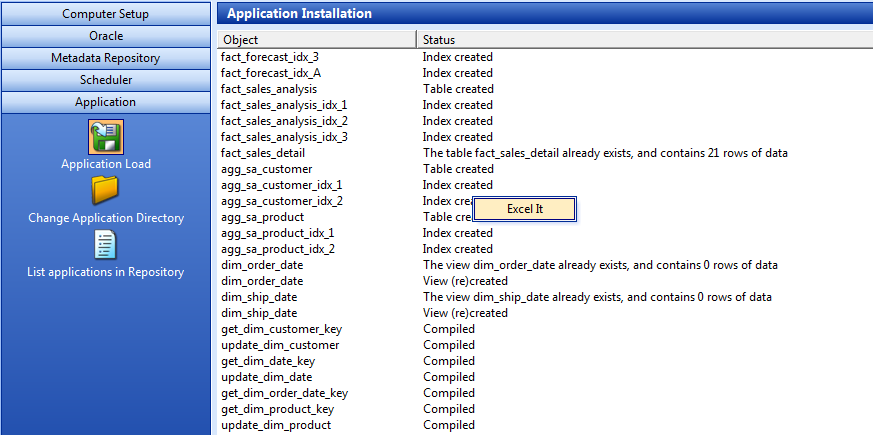 Computer Setup
Oracle
Metadata Repository
Scheduler
Application
Application Load
Change Application Directory
List applications in Repository
Application Installation
Object Status
fact_forecast_idx_3 Index created
fact_forecast_idx_A Index created
fact_sales_analysis Table created
fact_sales_analysis_idx_1 Index created
fact_sales_analysis_idx_2 Index created
fact_sales_analysis_idx_3 Index created
fact_sales_detail The table fact_sales_detail already exists, and contains 21 rows of data
agg_sa_customer Table created
agg_sa_customer_idx_1 Index created
agg_sa_customer_idx_2 Index crea
Excel It
agg_sa_product Table crea
agg_sa_product_idx_1 Index created
agg_sa_product_idx_2 Index created
dim_order_date The view dim_order_date already exists, and contains 0 rows of data
dim_order_date View (re)created
dim_ship_date The view dim_ship_date already exists, and contains 0 rows of data
dim_ship_date View (re)created
get_dim_customer_key Compiled
update_dim_customer Compiled
get_dim_date_key Compiled
update_dim_date Compiled
get_dim_order_date_key Compiled
get_dim_product_key Compiled
update_dim_product Compiled